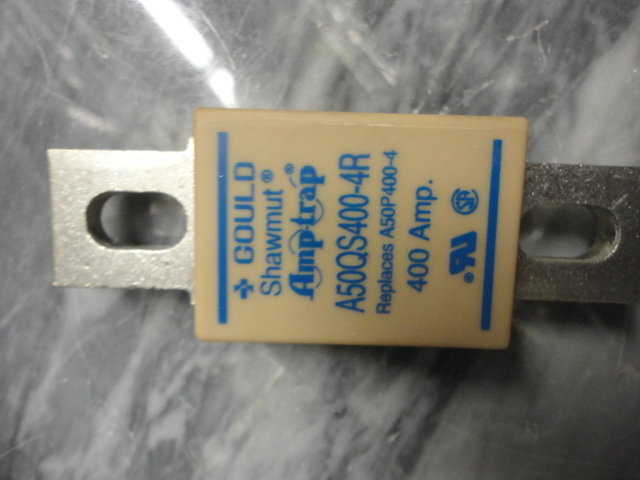 GOULD
Shawmut®
Amp-trap®
A50QS400-4R
Replaces A50P400-4
400 Amp.